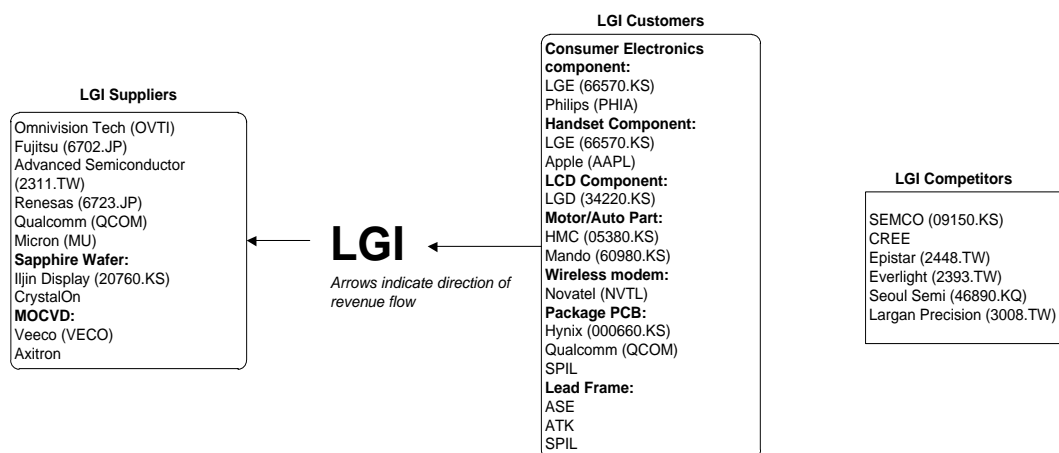 LGI Suppliers
Omnivision Tech (OVTI)
Fujitsu (6702.JP)
Advanced Semiconductor
(2311.TW)
Renesas (6723.JP)
Qualcomm (QCOM)
Micron (MU)
Sapphire Wafer:
Iljin Display (20760.KS)
CrystalOn
MOCVD:
Veeco (VECO)
Axitron
LGI
Arrows indicate direction of
revenue flow
LGI Customers
Consumer Electronics
component:
LGE (66570.KS)
Philips (PHIA)
Handset Component:
LGE (66570.KS)
Apple (AAPL)
LCD Component:
LGD (34220.KS)
Motor/Auto Part:
HMC (05380.KS)
Mando (60980.KS)
Wireless modem:
Novatel (NVTL)
Package PCB:
Hynix (000660.KS)
Qualcomm (QCOM)
SPIL
Lead Frame:
ASE
ATK
SPIL
LGI Competitors
SEMCO (09150.KS)
CREE
Epistar (2448.TW)
Everlight (2393.TW)
Seoul Semi (46890.KQ)
Largan Precision (3008.TW)